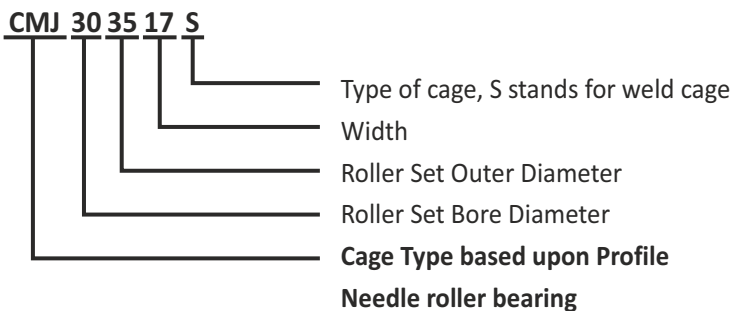 CMJ 30 35 17 S
Type of cage, S stands for weld cage
Width
Roller Set Outer Diameter
Roller Set Bore Diameter
Cage Type based upon Profile
Needle roller bearing